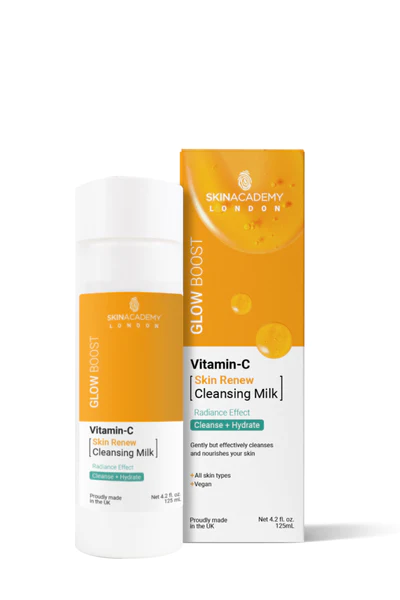 SKINACADEMY
LONDON
GLOW BOOST
Vitamin-C
Skin Renew
Cleansing Milk
Radiance Effect
Cleanse + Hydrate
Proudly made
in the UK
Net 4.2 fl. oz.
125 mL
SKINACADEMY
LONDON
GLOW BOOST
Vitamin-C
Skin Renew
[Cleansing Milk]
Radiance Effect
Cleanse + Hydrate
Gently but effectively cleanses
and nourishes your skin
+All skin types
+Vegan
Proudly made
in the UK
Net 4.2 fl. oz.
125mL